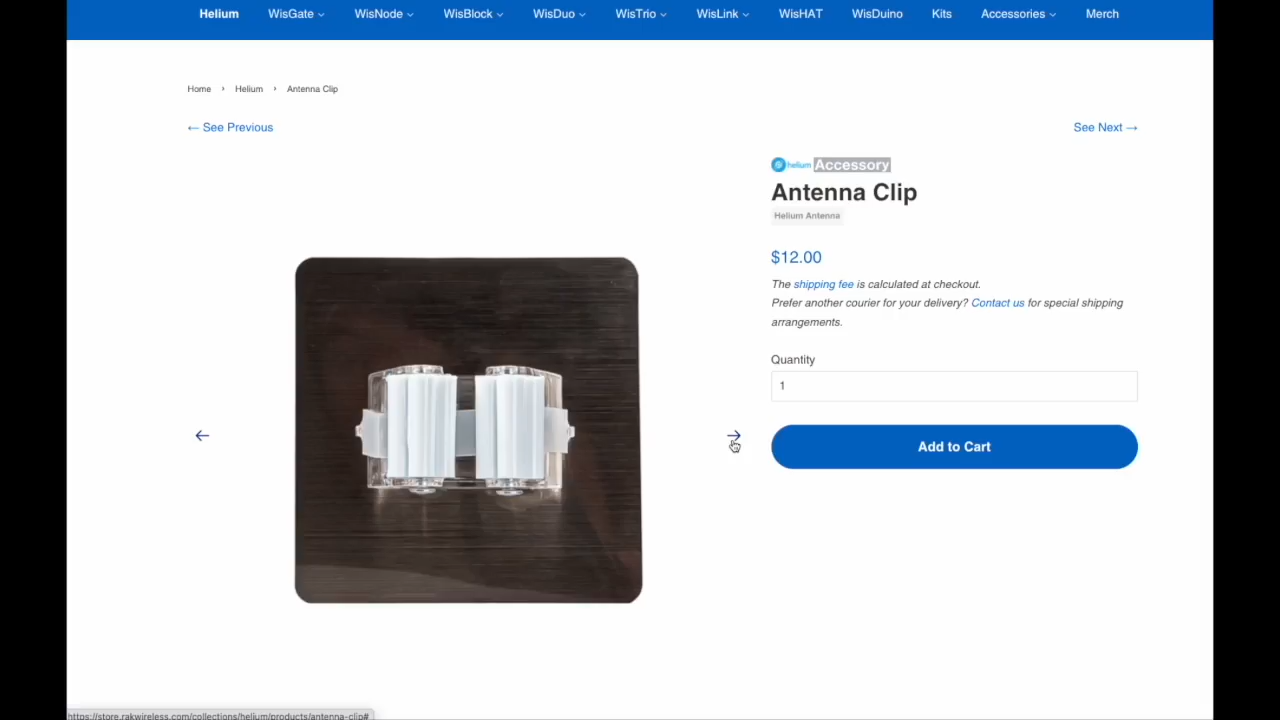 Helium WisGate WisNode WisBlock WisDuo WisTrio WisLink WisHAT WisDuino Kits Accessories Merch
Home › Helium › Antenna Clip
← See Previous
See Next →
helium Accessory
Antenna Clip
Helium Antenna
$12.00
The shipping fee is calculated at checkout.
Prefer another courier for your delivery? Contact us for special shipping
arrangements.
Quantity
1
Add to Cart
https://store.rakwireless.com/collections/helium/products/antenna-clip#